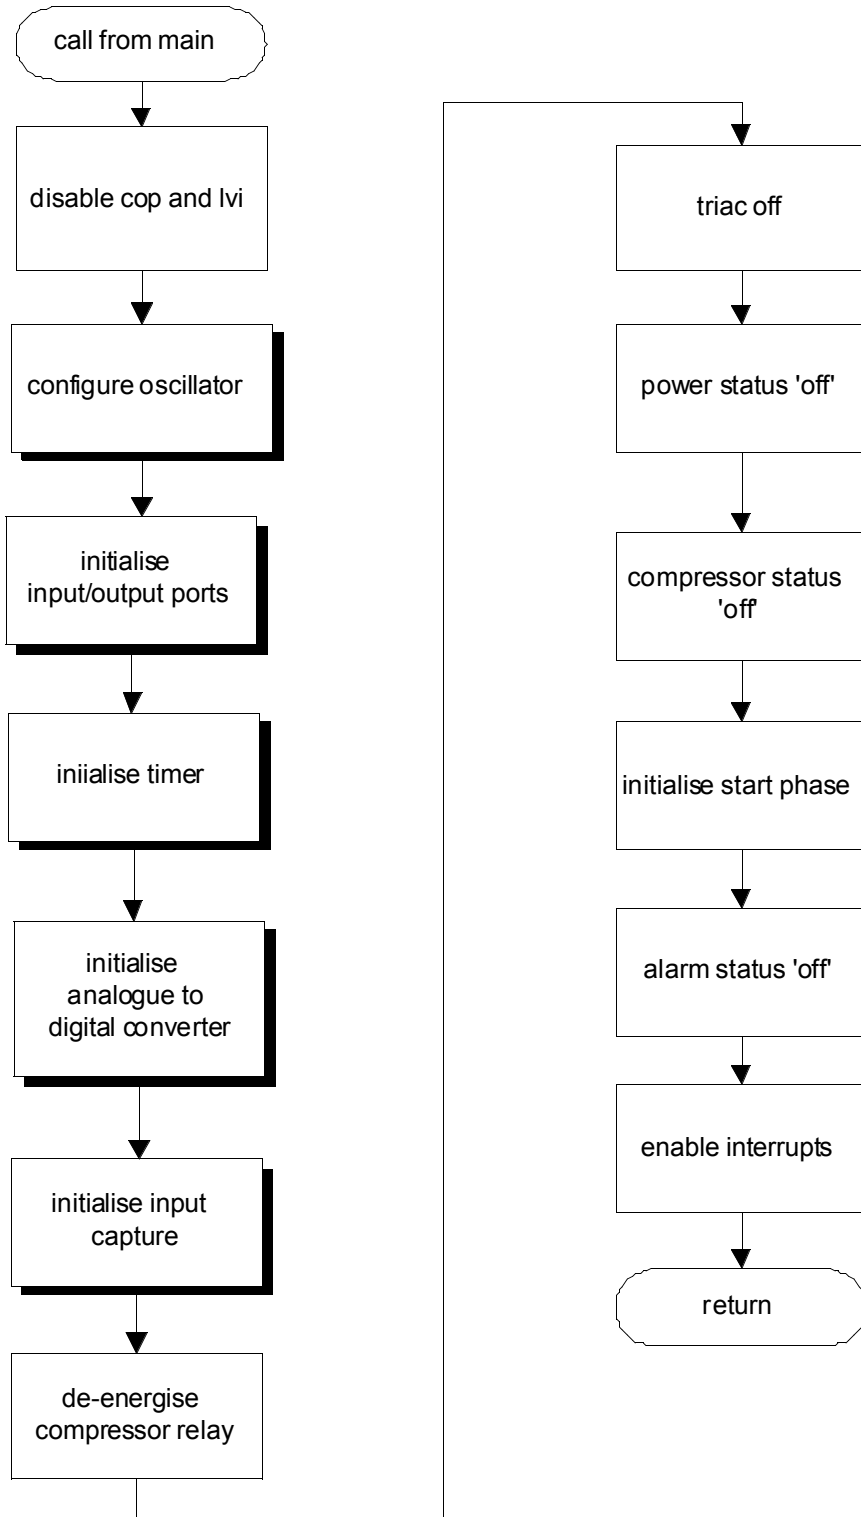 call from main
disable cop and lvi
configure oscillator
initialise
input/output ports
iniialise timer
initialise
analogue to
digital converter
initialise input
capture
de-energise
compressor relay
triac off
power status 'off'
compressor status
'off'
initialise start phase
alarm status 'off'
enable interrupts
return